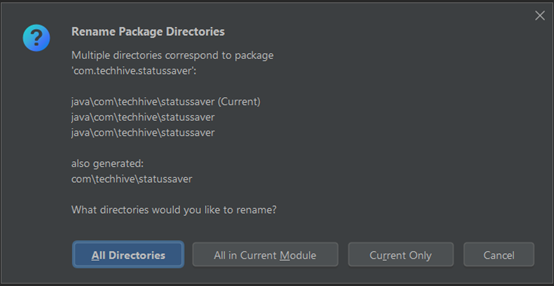 Rename Package Directories
Multiple directories correspond to package
'com.techhive.statussaver':
java\com\techhive\statussaver (Current)
java\com\techhive\statussaver
java\com\techhive\statussaver
also generated:
com\techhive\statussaver
What directories would you like to rename?
All Directories
All in Current Module
Current Only
Cancel